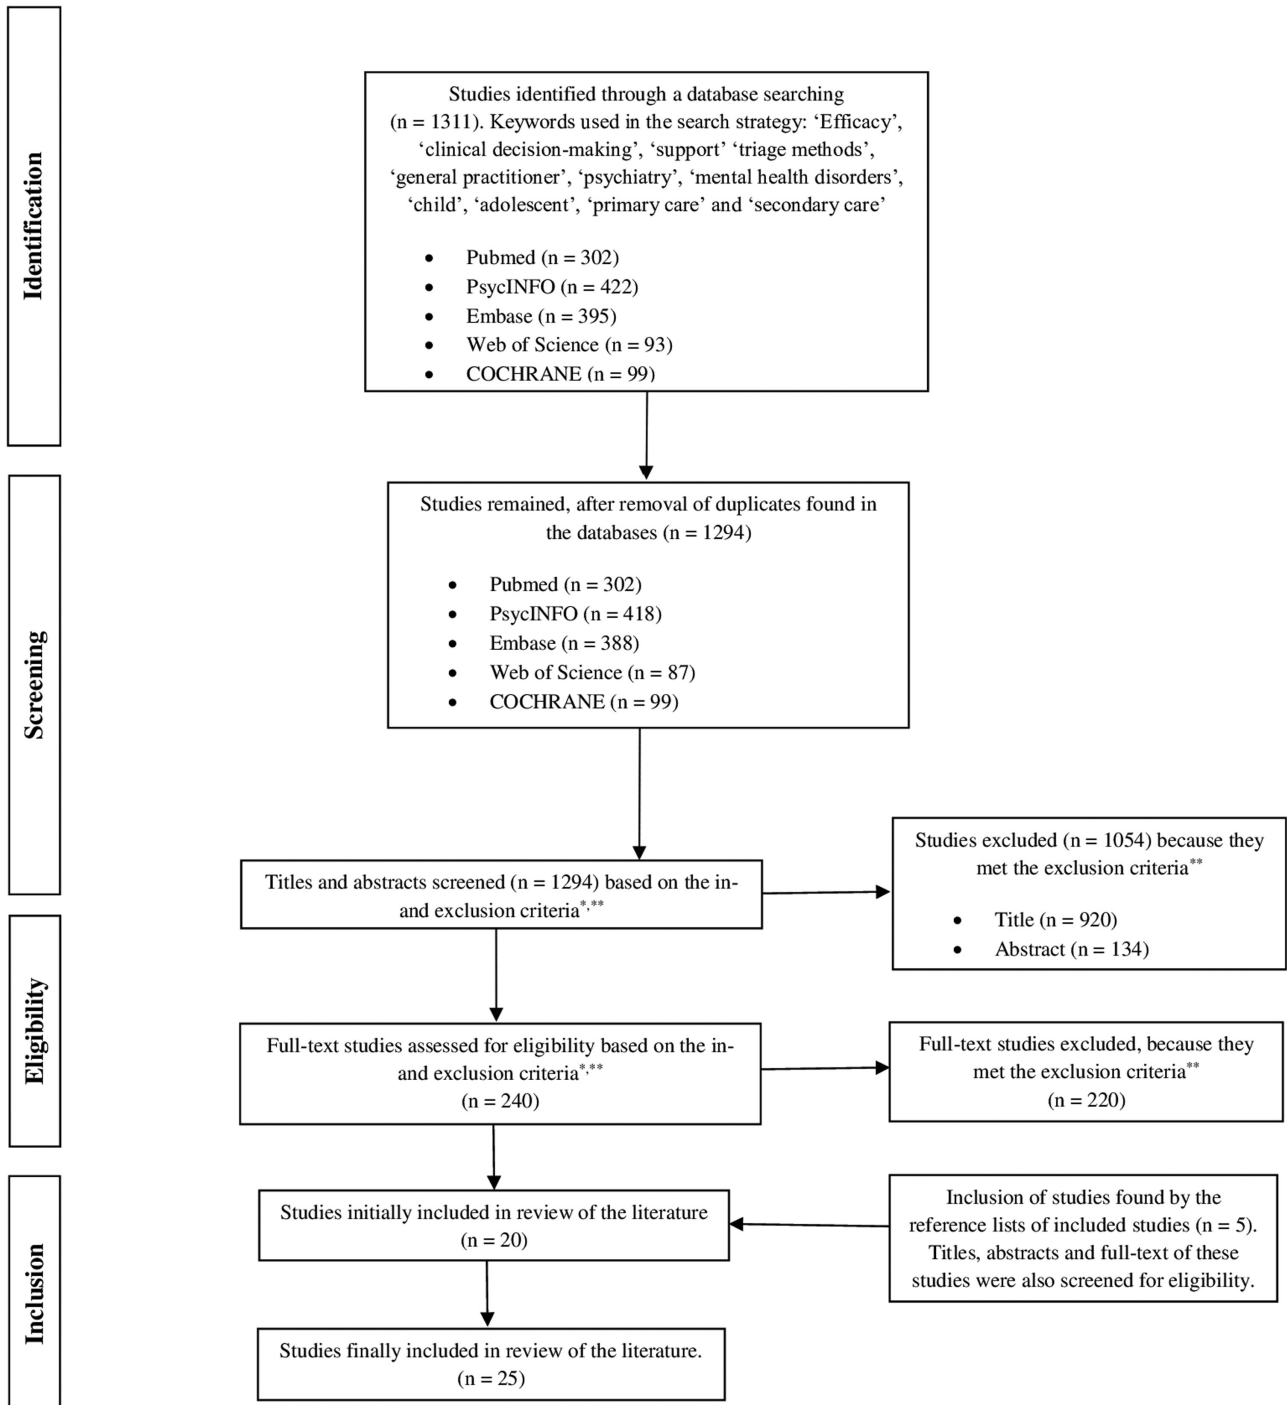 Identification
Studies identified through a database searching
(n = 1311). Keywords used in the search strategy: ‘Efficacy’,
‘clinical decision-making’, ‘support’ ‘triage methods’,
‘general practitioner’, ‘psychiatry’, ‘mental health disorders’,
‘child’, ‘adolescent’, ‘primary care’ and ‘secondary care’
• Pubmed (n = 302)
• PsycINFO (n = 422)
• Embase (n = 395)
• Web of Science (n = 93)
• COCHRANE (n = 99)
Screening
Studies remained, after removal of duplicates found in
the databases (n = 1294)
• Pubmed (n = 302)
• PsycINFO (n = 418)
• Embase (n = 388)
• Web of Science (n = 87)
• COCHRANE (n = 99)
Titles and abstracts screened (n = 1294) based on the in-
and exclusion criteria*,**
Studies excluded (n = 1054) because they
met the exclusion criteria**
• Title (n = 920)
• Abstract (n = 134)
Eligibility
Full-text studies assessed for eligibility based on the in-
and exclusion criteria*,**
(n = 240)
Full-text studies excluded, because they
met the exclusion criteria**
(n = 220)
Inclusion
Studies initially included in review of the literature
(n = 20)
Inclusion of studies found by the
reference lists of included studies (n = 5).
Titles, abstracts and full-text of these
studies were also screened for eligibility.
Studies finally included in review of the literature.
(n = 25)